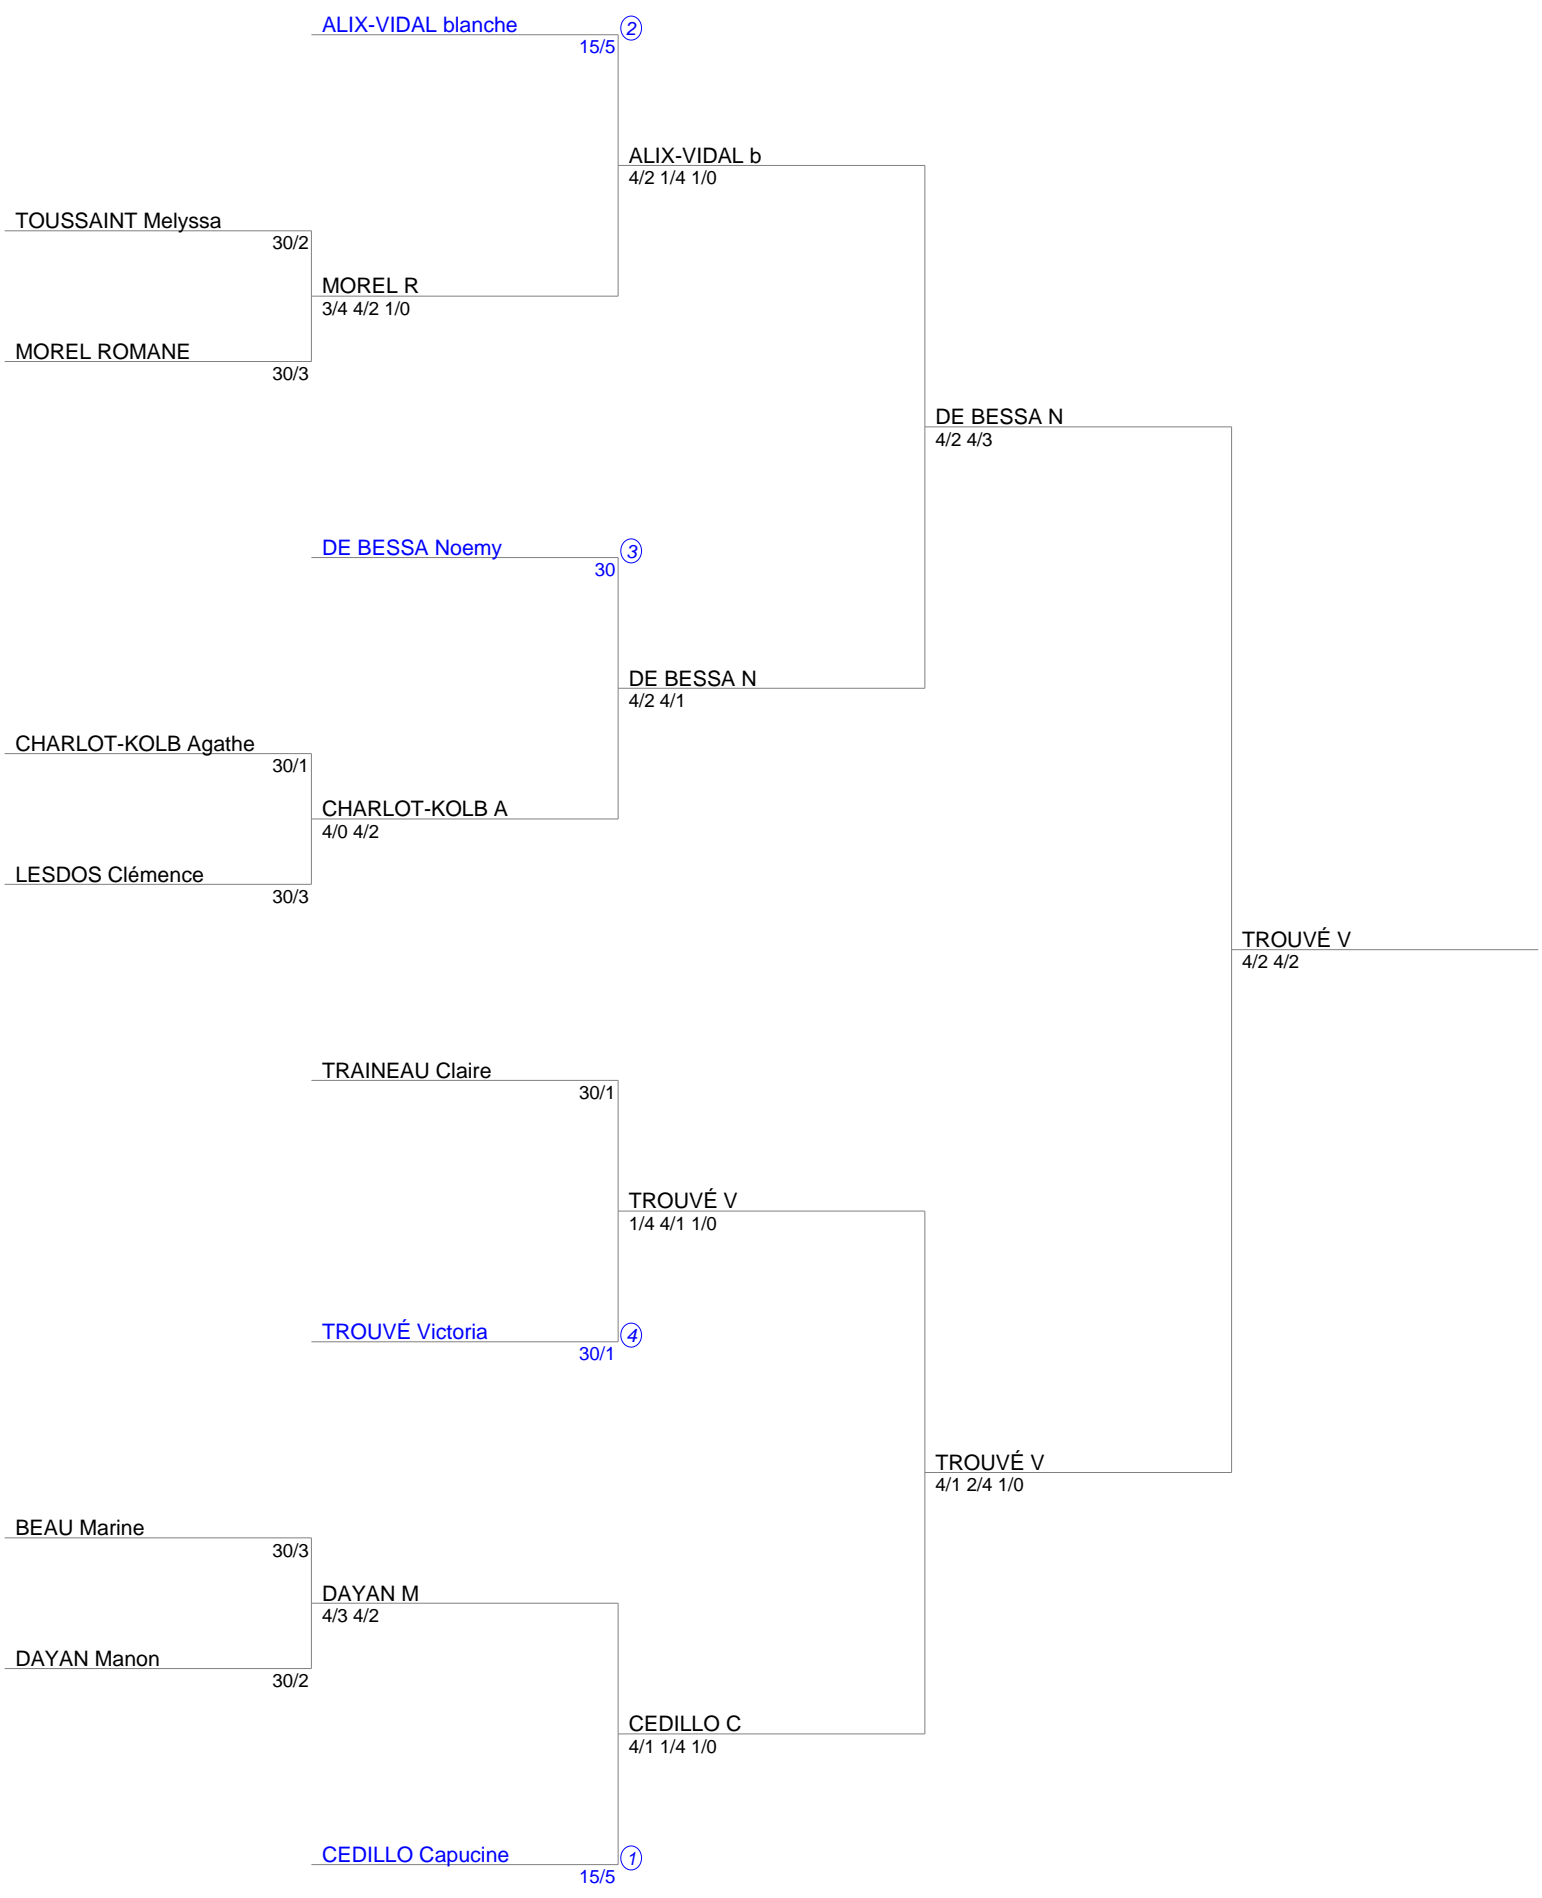 ALIX-VIDAL blanche
2
15/5
ALIX-VIDAL b
4/2 1/4 1/0
TOUSSAINT Melyssa
30/2
MOREL R
3/4 4/2 1/0
MOREL ROMANE
30/3
DE BESSA N
4/2 4/3
DE BESSA Noemy
3
30
DE BESSA N
4/2 4/1
CHARLOT-KOLB Agathe
30/1
CHARLOT-KOLB A
4/0 4/2
LESDOS Clémence
30/3
TROUVÉ V
4/2 4/2
TRAINEAU Claire
30/1
TROUVÉ V
1/4 4/1 1/0
TROUVÉ Victoria
4
30/1
TROUVÉ V
4/1 2/4 1/0
BEAU Marine
30/3
DAYAN M
4/3 4/2
DAYAN Manon
30/2
CEDILLO C
4/1 1/4 1/0
CEDILLO Capucine
1
15/5